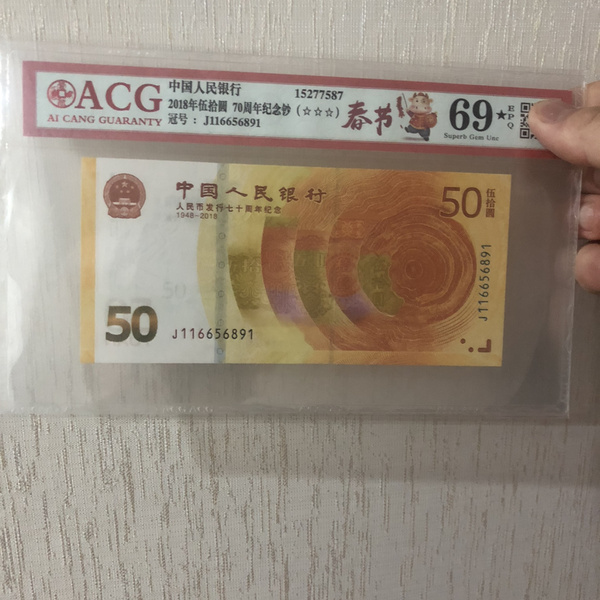 ACG
AI CANG GUARANTY
中国人民银行
15277587
2018年伍拾圆 70周年纪念钞 (☆☆☆)
冠号： J116656891
春节
69★
EPQ
Superb Gem Unc
中国人民银行
人民币发行七十周年纪念
1948-2018
50
伍拾圆
50
J116656891
J116656891